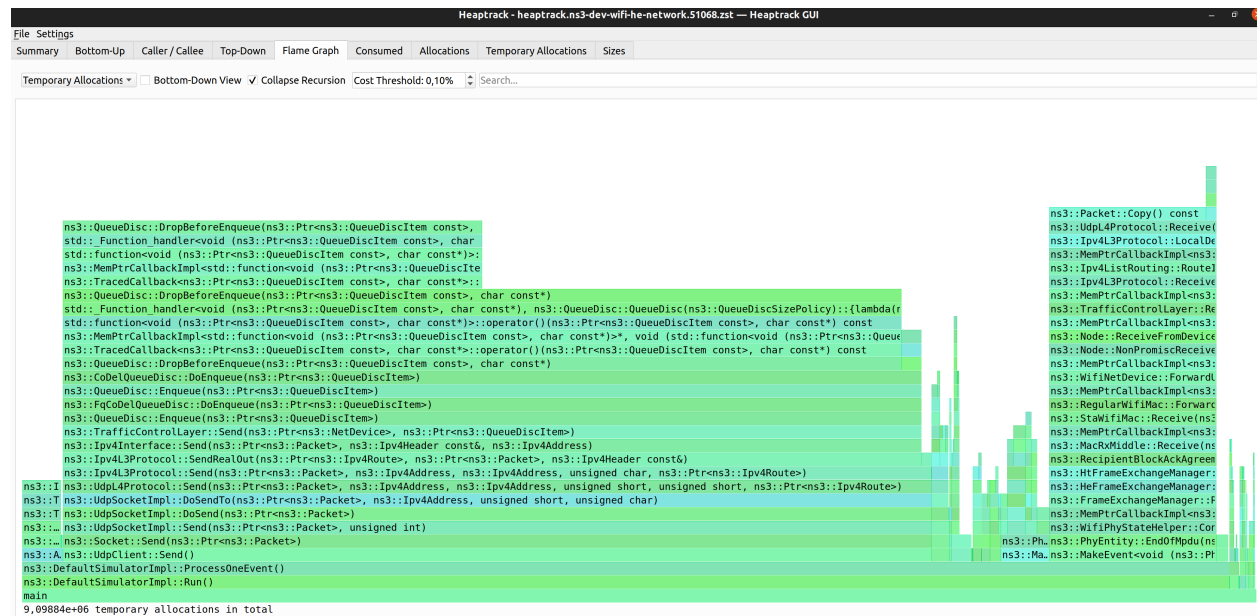 Heaptrack - heaptrack.ns3-dev-wifi-he-network.51068.zst — Heaptrack GUI
File Settings
Summary Bottom-Up Caller / Callee Top-Down Flame Graph Consumed Allocations Temporary Allocations Sizes
Temporary Allocations Bottom-Down View Collapse Recursion Cost Threshold: 0,10% Search...
ns3::Packet::Copy() const
ns3::QueueDisc::DropBeforeEnqueue(ns3::Ptr<ns3::QueueDiscItem const>, ns3::UdpL4Protocol::Receive(
std::_Function_handler<void (ns3::Ptr<ns3::QueueDiscItem const>, char ns3::Ipv4L3Protocol::LocalDe
std::function<void (ns3::Ptr<ns3::QueueDiscItem const>, char const*)>: ns3::MemPtrCallbackImpl<ns3:
ns3::MemPtrCallbackImpl<std::function<void (ns3::Ptr<ns3::QueueDiscIte ns3::Ipv4ListRouting::RouteI
ns3::TracedCallback<ns3::Ptr<ns3::QueueDiscItem const>, char const*>:: ns3::Ipv4L3Protocol::Receive
ns3::QueueDisc::DropBeforeEnqueue(ns3::Ptr<ns3::QueueDiscItem const>, char const*) ns3::MemPtrCallbackImpl<ns3:
std::_Function_handler<void (ns3::Ptr<ns3::QueueDiscItem const>, char const*), ns3::QueueDisc::QueueDisc(ns3::QueueDiscSizePolicy)::{lambda(n ns3::TrafficControlLayer::Re
std::function<void (ns3::Ptr<ns3::QueueDiscItem const>, char const*)>::operator()(ns3::Ptr<ns3::QueueDiscItem const>, char const*) const ns3::MemPtrCallbackImpl<ns3:
ns3::MemPtrCallbackImpl<std::function<void (ns3::Ptr<ns3::QueueDiscItem const>, char const*)>*, void (std::function<void (ns3::Ptr<ns3::Queue ns3::Node::ReceiveFromDevice
ns3::TracedCallback<ns3::Ptr<ns3::QueueDiscItem const>, char const*>::operator()(ns3::Ptr<ns3::QueueDiscItem const>, char const*) const ns3::Node::NonPromiscReceive
ns3::QueueDisc::DropBeforeEnqueue(ns3::Ptr<ns3::QueueDiscItem const>, char const*) ns3::MemPtrCallbackImpl<ns3:
ns3::CoDelQueueDisc::DoEnqueue(ns3::Ptr<ns3::QueueDiscItem>) ns3::WifiNetDevice::ForwardU
ns3::QueueDisc::Enqueue(ns3::Ptr<ns3::QueueDiscItem>) ns3::MemPtrCallbackImpl<ns3:
ns3::FqCoDelQueueDisc::DoEnqueue(ns3::Ptr<ns3::QueueDiscItem>) ns3::RegularWifiMac::Forward
ns3::QueueDisc::Enqueue(ns3::Ptr<ns3::QueueDiscItem>) ns3::StaWifiMac::Receive(ns3
ns3::TrafficControlLayer::Send(ns3::Ptr<ns3::NetDevice>, ns3::Ptr<ns3::QueueDiscItem>) ns3::MemPtrCallbackImpl<ns3:
ns3::Ipv4Interface::Send(ns3::Ptr<ns3::Packet>, ns3::Ipv4Header const&, ns3::Ipv4Address) ns3::MacRxMiddle::Receive(ns
ns3::Ipv4L3Protocol::SendRealOut(ns3::Ptr<ns3::Ipv4Route>, ns3::Ptr<ns3::Packet>, ns3::Ipv4Header const&) ns3::RecipientBlockAckAgreem
ns3::Ipv4L3Protocol::Send(ns3::Ptr<ns3::Packet>, ns3::Ipv4Address, ns3::Ipv4Address, unsigned char, ns3::Ptr<ns3::Ipv4Route>) ns3::HtFrameExchangeManager:
ns3::I ns3::UdpL4Protocol::Send(ns3::Ptr<ns3::Packet>, ns3::Ipv4Address, ns3::Ipv4Address, unsigned short, unsigned short, ns3::Ptr<ns3::Ipv4Route>) ns3::HeFrameExchangeManager:
ns3::T ns3::UdpSocketImpl::DoSendTo(ns3::Ptr<ns3::Packet>, ns3::Ipv4Address, unsigned short, unsigned char) ns3::FrameExchangeManager::P
ns3::T ns3::UdpSocketImpl::DoSend(ns3::Ptr<ns3::Packet>) ns3::MemPtrCallbackImpl<ns3:
ns3::… ns3::UdpSocketImpl::Send(ns3::Ptr<ns3::Packet>, unsigned int) ns3::WifiPhyStateHelper::Con
ns3::… ns3::Socket::Send(ns3::Ptr<ns3::Packet>) ns3::Ph… ns3::PhyEntity::EndOfMpdu(ns
ns3::A… ns3::UdpClient::Send() ns3::Ma… ns3::MakeEvent<void (ns3::Ph
ns3::DefaultSimulatorImpl::ProcessOneEvent()
ns3::DefaultSimulatorImpl::Run()
main
9,09884e+06 temporary allocations in total